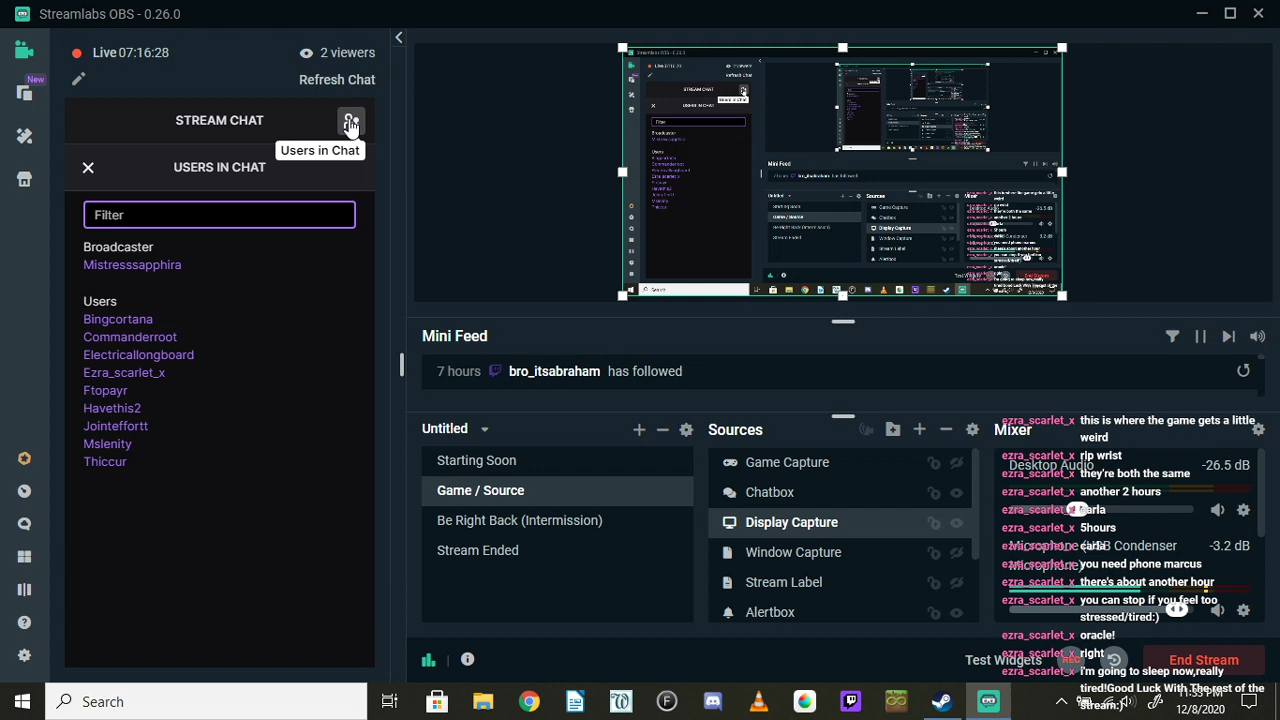 Streamlabs OBS - 0.26.0
Live 07:16:28
2 viewers
Refresh Chat
New
STREAM CHAT
Users in Chat
USERS IN CHAT
Filter
Broadcaster
Mistresssapphira
Users
Bingcortana
Commanderroot
Electricallongboard
Ezra_scarlet_x
Ftopayr
Havethis2
Jointeffortt
Mslenity
Thiccur
Mini Feed
7 hours bro_itsabraham has followed
Untitled
Starting Soon
Game / Source
Be Right Back (Intermission)
Stream Ended
Sources
Game Capture
Chatbox
Display Capture
Window Capture
Stream Label
Alertbox
Mixer
Desktop Audio -26.5 dB
Condenser -3.2 dB
ezra_scarlet_x this is where the game gets a little
weird
ezra_scarlet_x rip wrist
ezra_scarlet_x they're both the same
ezra_scarlet_x another 2 hours
ezra_scarlet_x carla
ezra_scarlet_x 5hours
ezra_scarlet_x carla
ezra_scarlet_x you need phone marcus
ezra_scarlet_x there's about another hour
ezra_scarlet_x you can stop if you feel too
stressed/tired:)
ezra_scarlet_x oracle!
ezra_scarlet_x right
ezra_scarlet_x i'm going to sleep now,really
tired!Good Luck With The rest of the
stream:)
Test Widgets
REC
End Stream
Search
12/8/2020